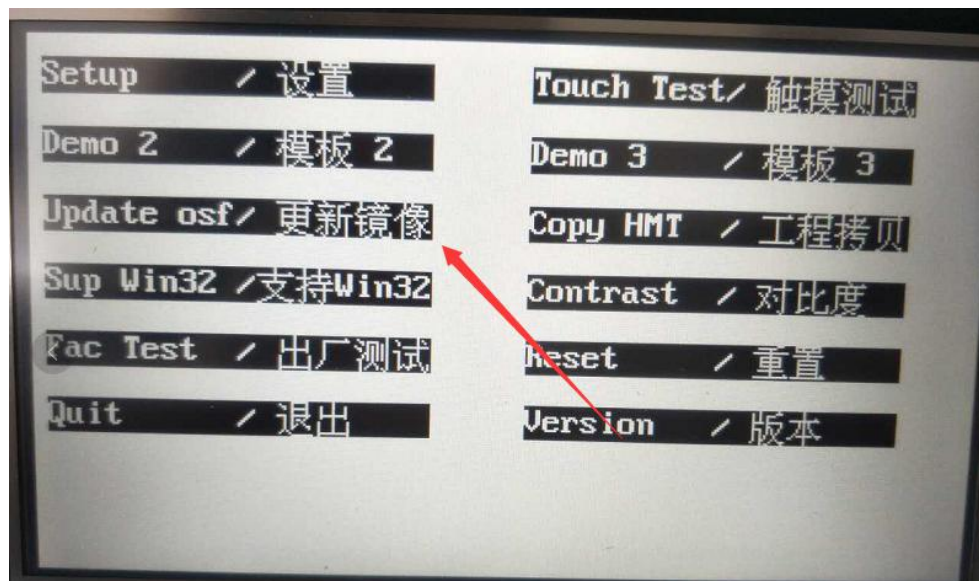 Setup / 设置
Touch Test/ 触摸测试
Demo 2 / 模板 2
Demo 3 / 模板 3
Update osf/ 更新镜像
Copy HMT / 工程拷贝
Sup Win32 /支持Win32
Contrast / 对比度
Fac Test / 出厂测试
Reset / 重置
Quit / 退出
Version / 版本